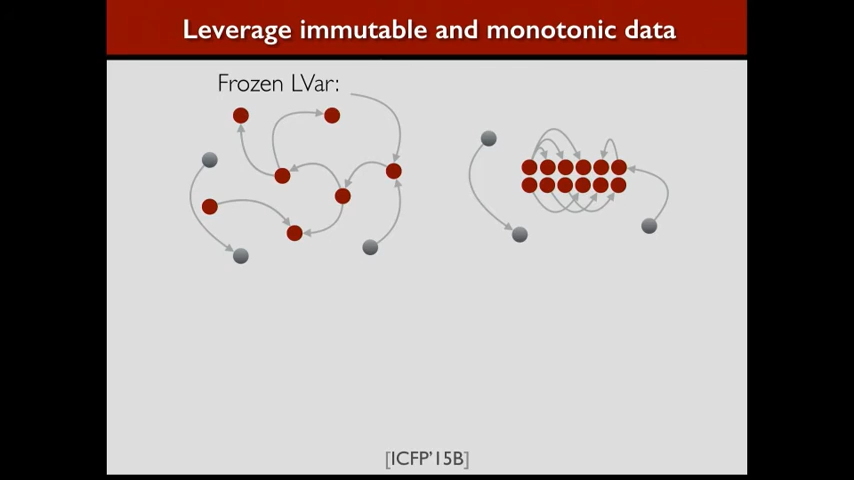 Leverage immutable and monotonic data
Frozen LVar:
[ICFP'15B]